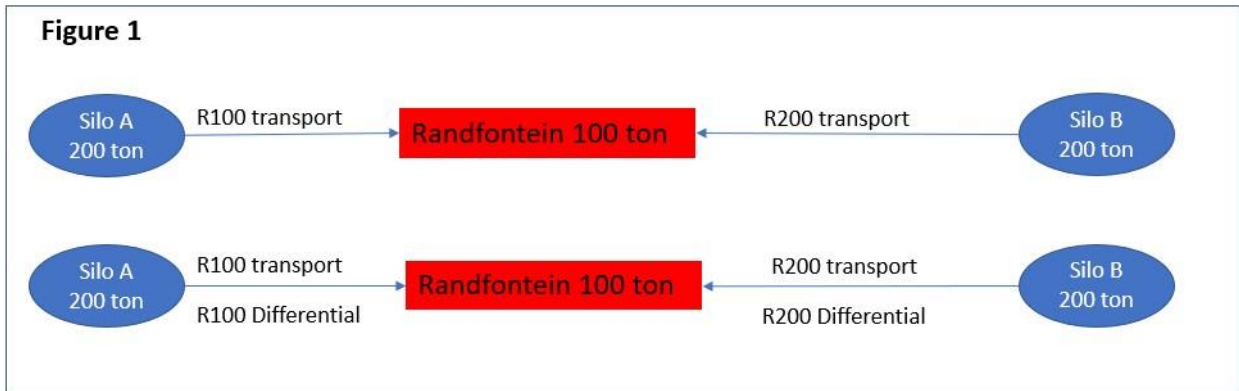 Figure 1
Silo A
200 ton
R100 transport
Randfontein 100 ton
R200 transport
Silo B
200 ton
Silo A
200 ton
R100 transport
R100 Differential
Randfontein 100 ton
R200 transport
R200 Differential
Silo B
200 ton